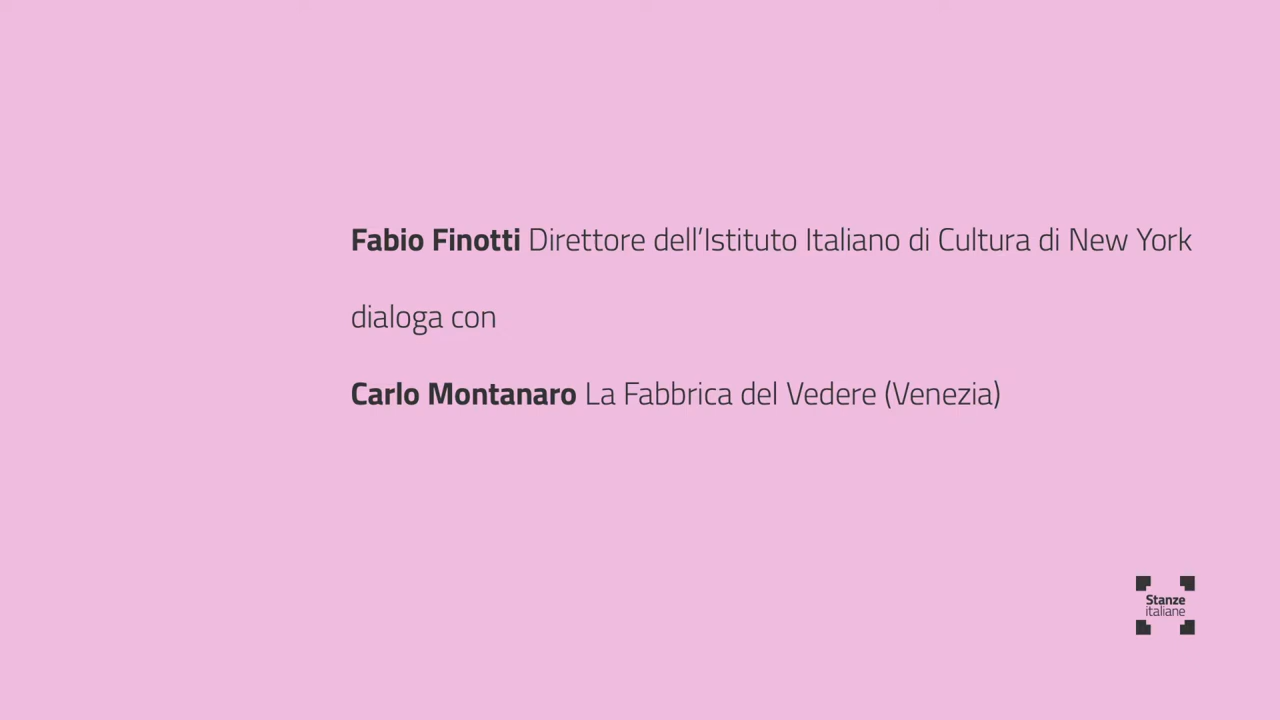 Fabio Finotti Direttore dell’Istituto Italiano di Cultura di New York
dialoga con
Carlo Montanaro La Fabbrica del Vedere (Venezia)
Stanze
italiane